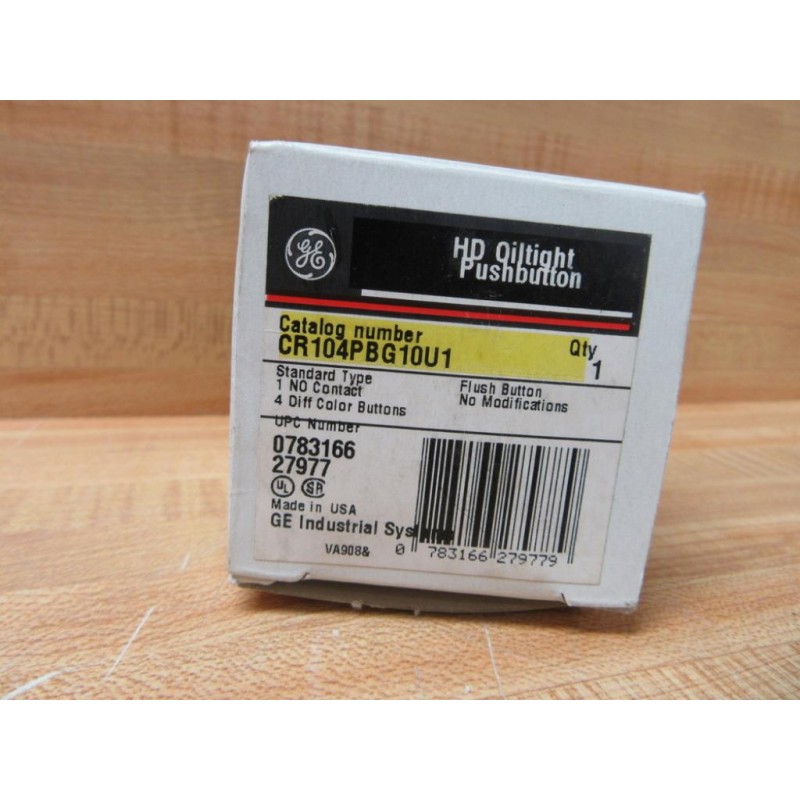 GE
HD Oiltight
Pushbutton
Catalog number
CR104PBG10U1
Qty
1
Standard Type
1 NO Contact
4 Diff Color Buttons
Flush Button
No Modifications
UPC Number
0783166
27977
UL SA
Made in USA
GE Industrial Sys
VA908&
0 783166 279779